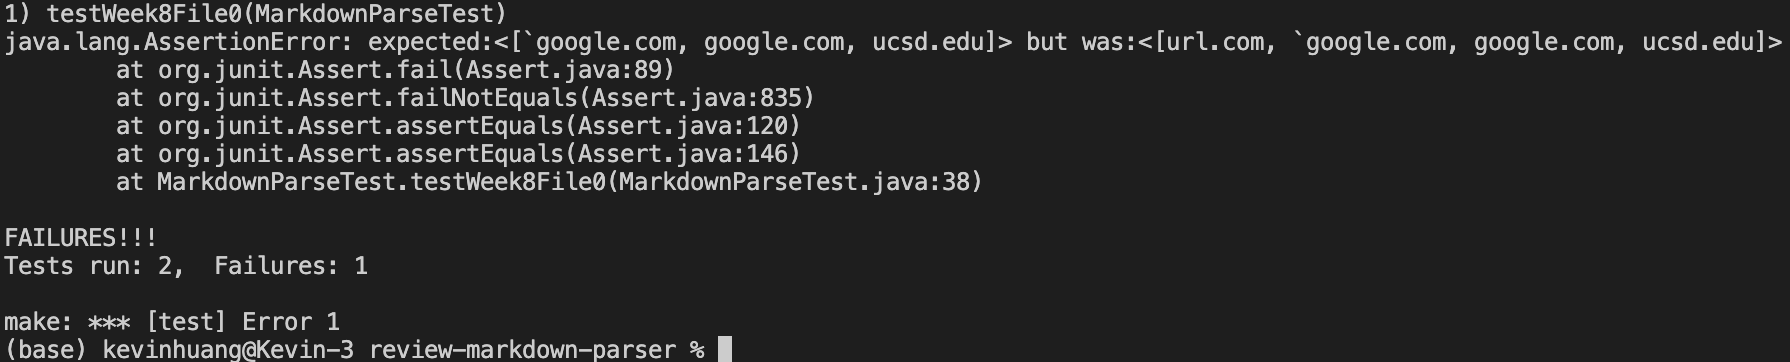 1) testWeek8File0(MarkdownParseTest)
java.lang.AssertionError: expected:<[`google.com, google.com, ucsd.edu]> but was:<[url.com, `google.com, google.com, ucsd.edu]>
        at org.junit.Assert.fail(Assert.java:89)
        at org.junit.Assert.failNotEquals(Assert.java:835)
        at org.junit.Assert.assertEquals(Assert.java:120)
        at org.junit.Assert.assertEquals(Assert.java:146)
        at MarkdownParseTest.testWeek8File0(MarkdownParseTest.java:38)

FAILURES!!!
Tests run: 2,  Failures: 1

make: *** [test] Error 1
(base) kevinhuang@Kevin-3 review-markdown-parser %